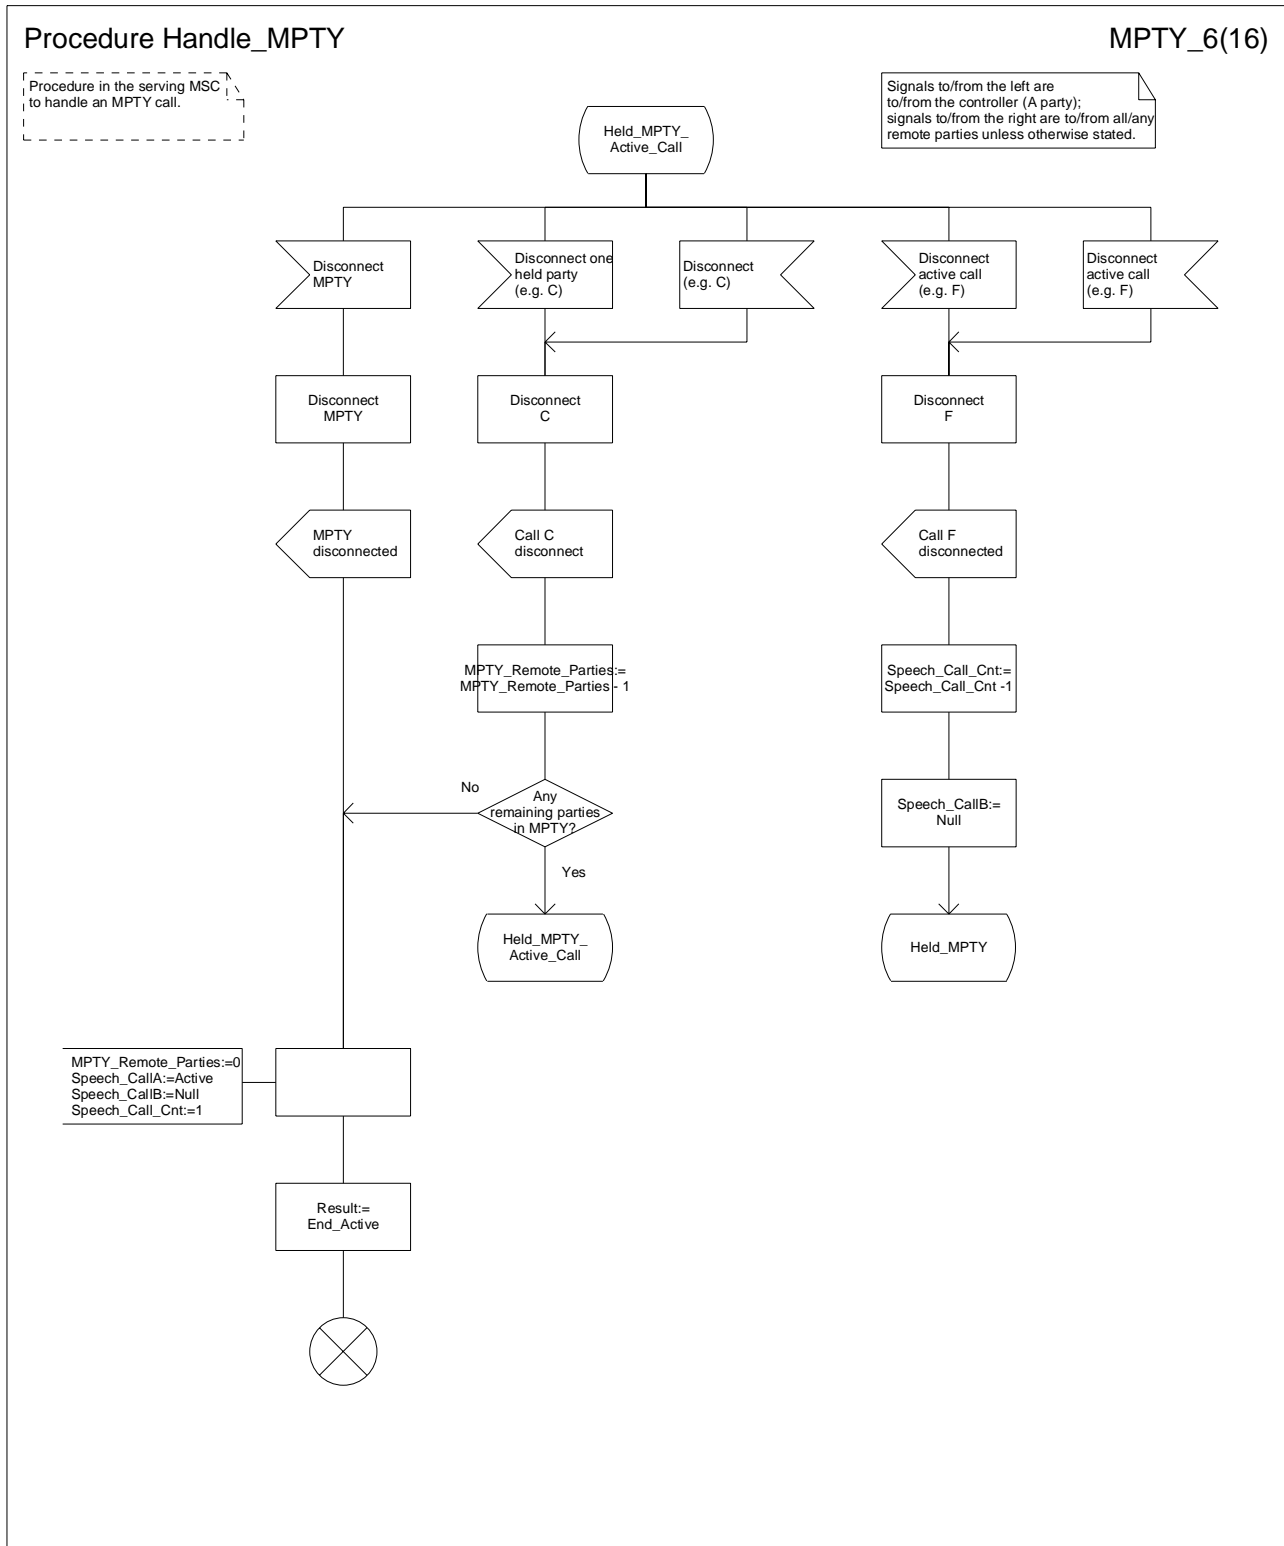 Procedure Handle_MPTY
MPTY_6(16)
Procedure in the serving MSC
to handle an MPTY call.
Signals to/from the left are
to/from the controller (A party);
signals to/from the right are to/from all/any
remote parties unless otherwise stated.
Held_MPTY_
Active_Call
Disconnect
MPTY
Disconnect one
held party
(e.g. C)
Disconnect
(e.g. C)
Disconnect
active call
(e.g. F)
Disconnect
active call
(e.g. F)
Disconnect
MPTY
Disconnect
C
Disconnect
F
MPTY
disconnected
Call C
disconnect
Call F
disconnected
MPTY_Remote_Parties:=
MPTY_Remote_Parties - 1
Speech_Call_Cnt:=
Speech_Call_Cnt -1
No
Any
remaining parties
in MPTY?
Yes
Speech_CallB:=
Null
Held_MPTY_
Active_Call
Held_MPTY
MPTY_Remote_Parties:=0
Speech_CallA:=Active
Speech_CallB:=Null
Speech_Call_Cnt:=1
Result:=
End_Active